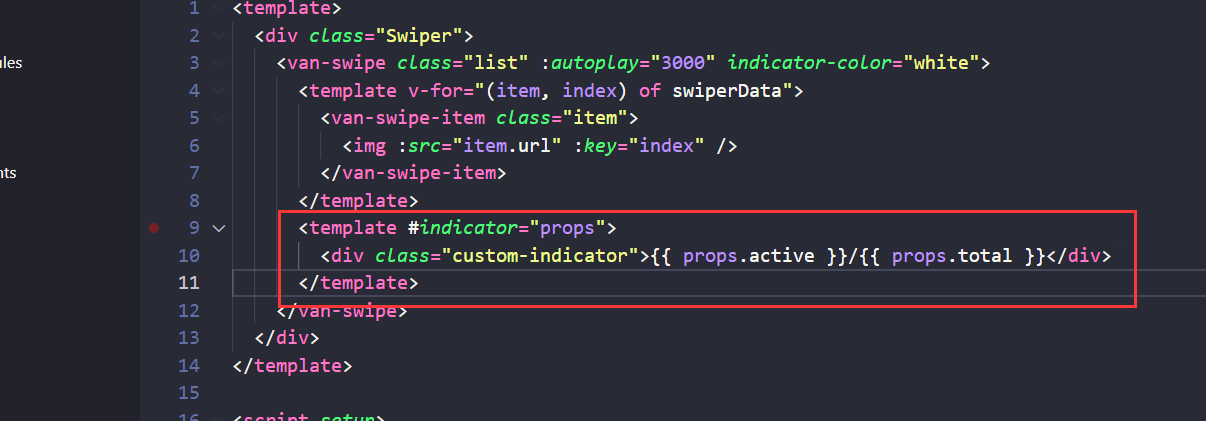 1 <template>
2 <div class="Swiper">
ules
3 <van-swipe class="list" :autoplay="3000" indicator-color="white">
4 <template v-for="(item, index) of swiperData">
5 <van-swipe-item class="item">
6 <img :src="item.url" :key="index" />
nts
7 </van-swipe-item>
8 </template>
9 <template #indicator="props">
10 <div class="custom-indicator">{{ props.active }}/{{ props.total }}</div>
11 </template>
12 </van-swipe>
13 </div>
14 </template>
15
16 <script setup>